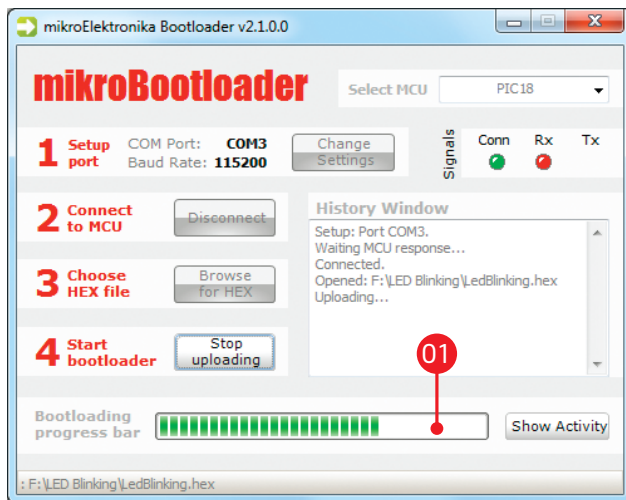 mikroElektronika Bootloader v2.1.0.0
mikroBootloader
Select MCU PIC18
1 Setup port
COM Port: COM3
Baud Rate: 115200
Change Settings
Signals
Conn Rx Tx
2 Connect to MCU
Disconnect
History Window
Setup: Port COM3.
Waiting MCU response...
Connected.
Opened: F:\LED Blinking\LedBlinking.hex
Uploading...
3 Choose HEX file
Browse for HEX
4 Start bootloader
Stop uploading
01
Bootloading progress bar
Show Activity
: F:\LED Blinking\LedBlinking.hex